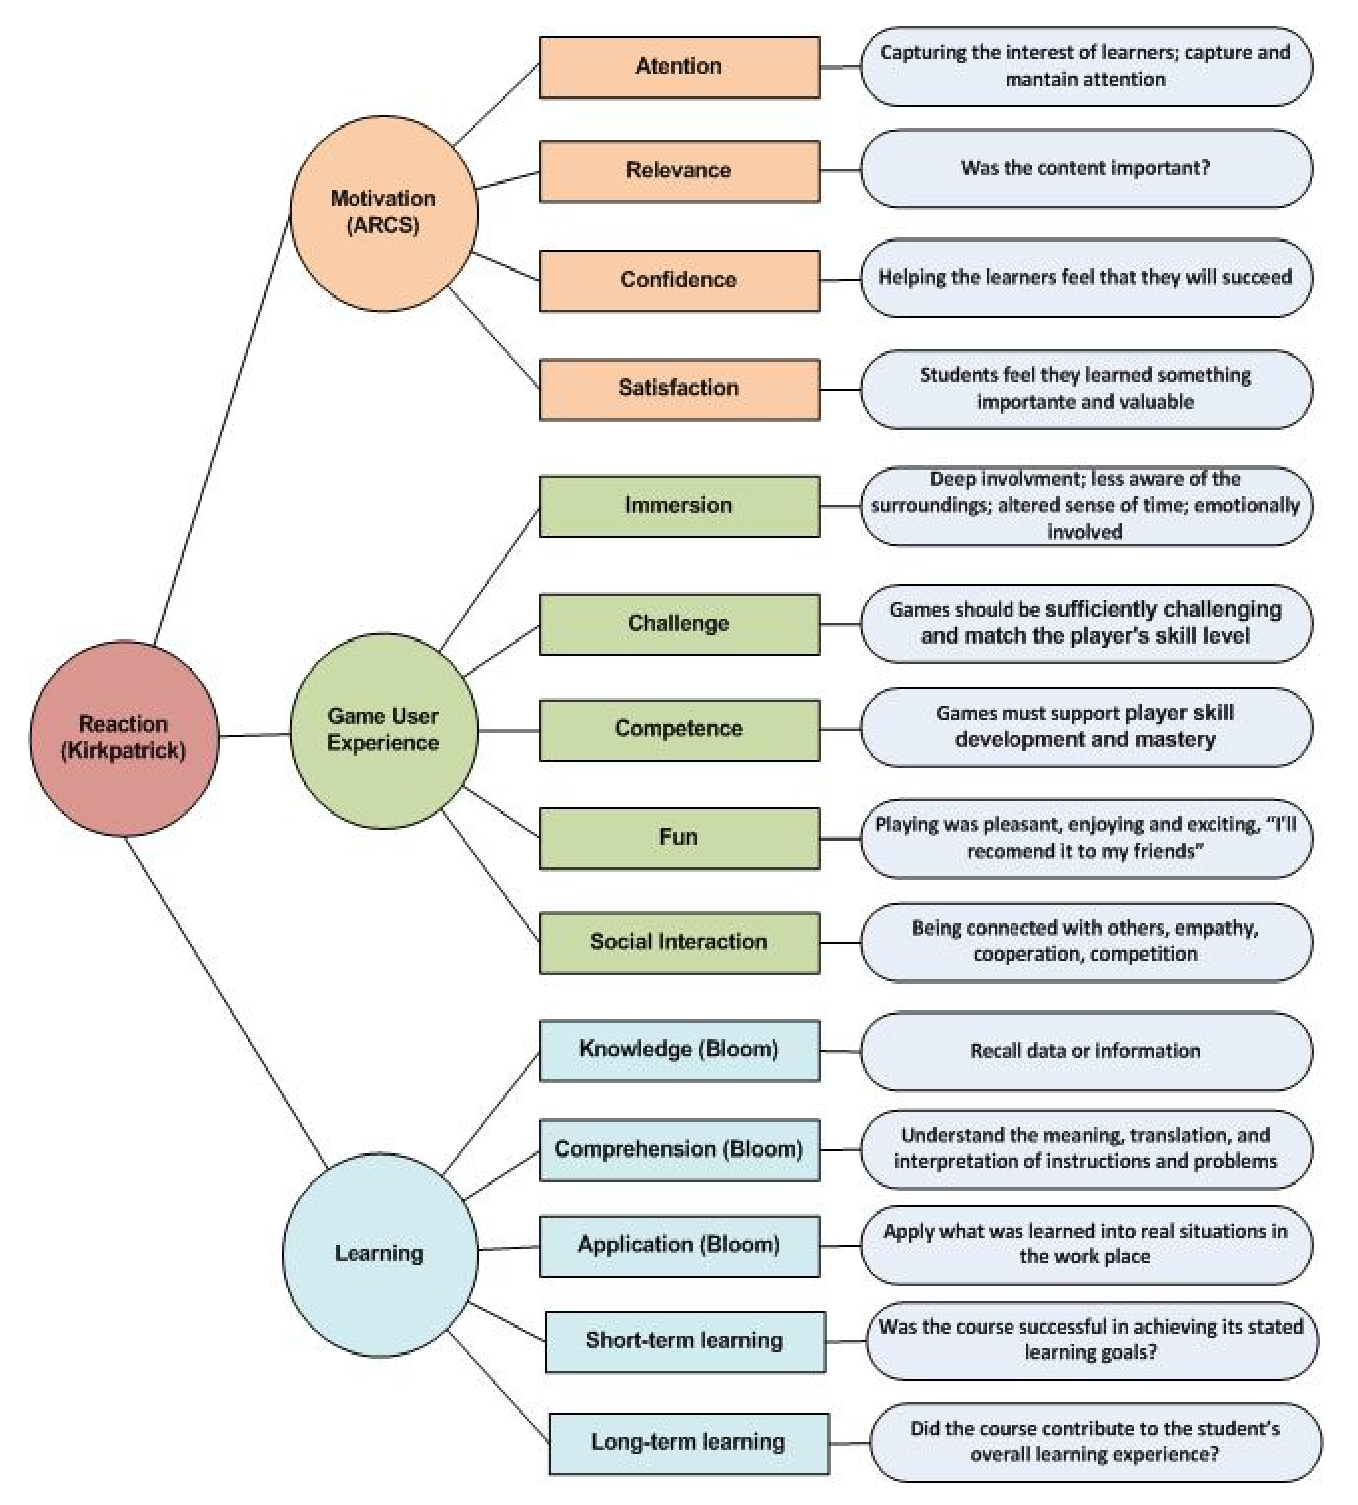 Atention
Capturing the interest of learners; capture and
mantain attention
Motivation
(ARCS)
Relevance
Was the content important?
Confidence
Helping the learners feel that they will succeed
Satisfaction
Students feel they learned something
importante and valuable
Immersion
Deep involvment; less aware of the
surroundings; altered sense of time; emotionally
involved
Challenge
Games should be sufficiently challenging
and match the player's skill level
Reaction
(Kirkpatrick)
Game User
Experience
Competence
Games must support player skill
development and mastery
Fun
Playing was pleasant, enjoying and exciting, “I’ll
recomend it to my friends”
Social Interaction
Being connected with others, empathy,
cooperation, competition
Knowledge (Bloom)
Recall data or information
Comprehension (Bloom)
Understand the meaning, translation, and
interpretation of instructions and problems
Learning
Application (Bloom)
Apply what was learned into real situations in
the work place
Short-term learning
Was the course successful in achieving its stated
learning goals?
Long-term learning
Did the course contribute to the student’s
overall learning experience?